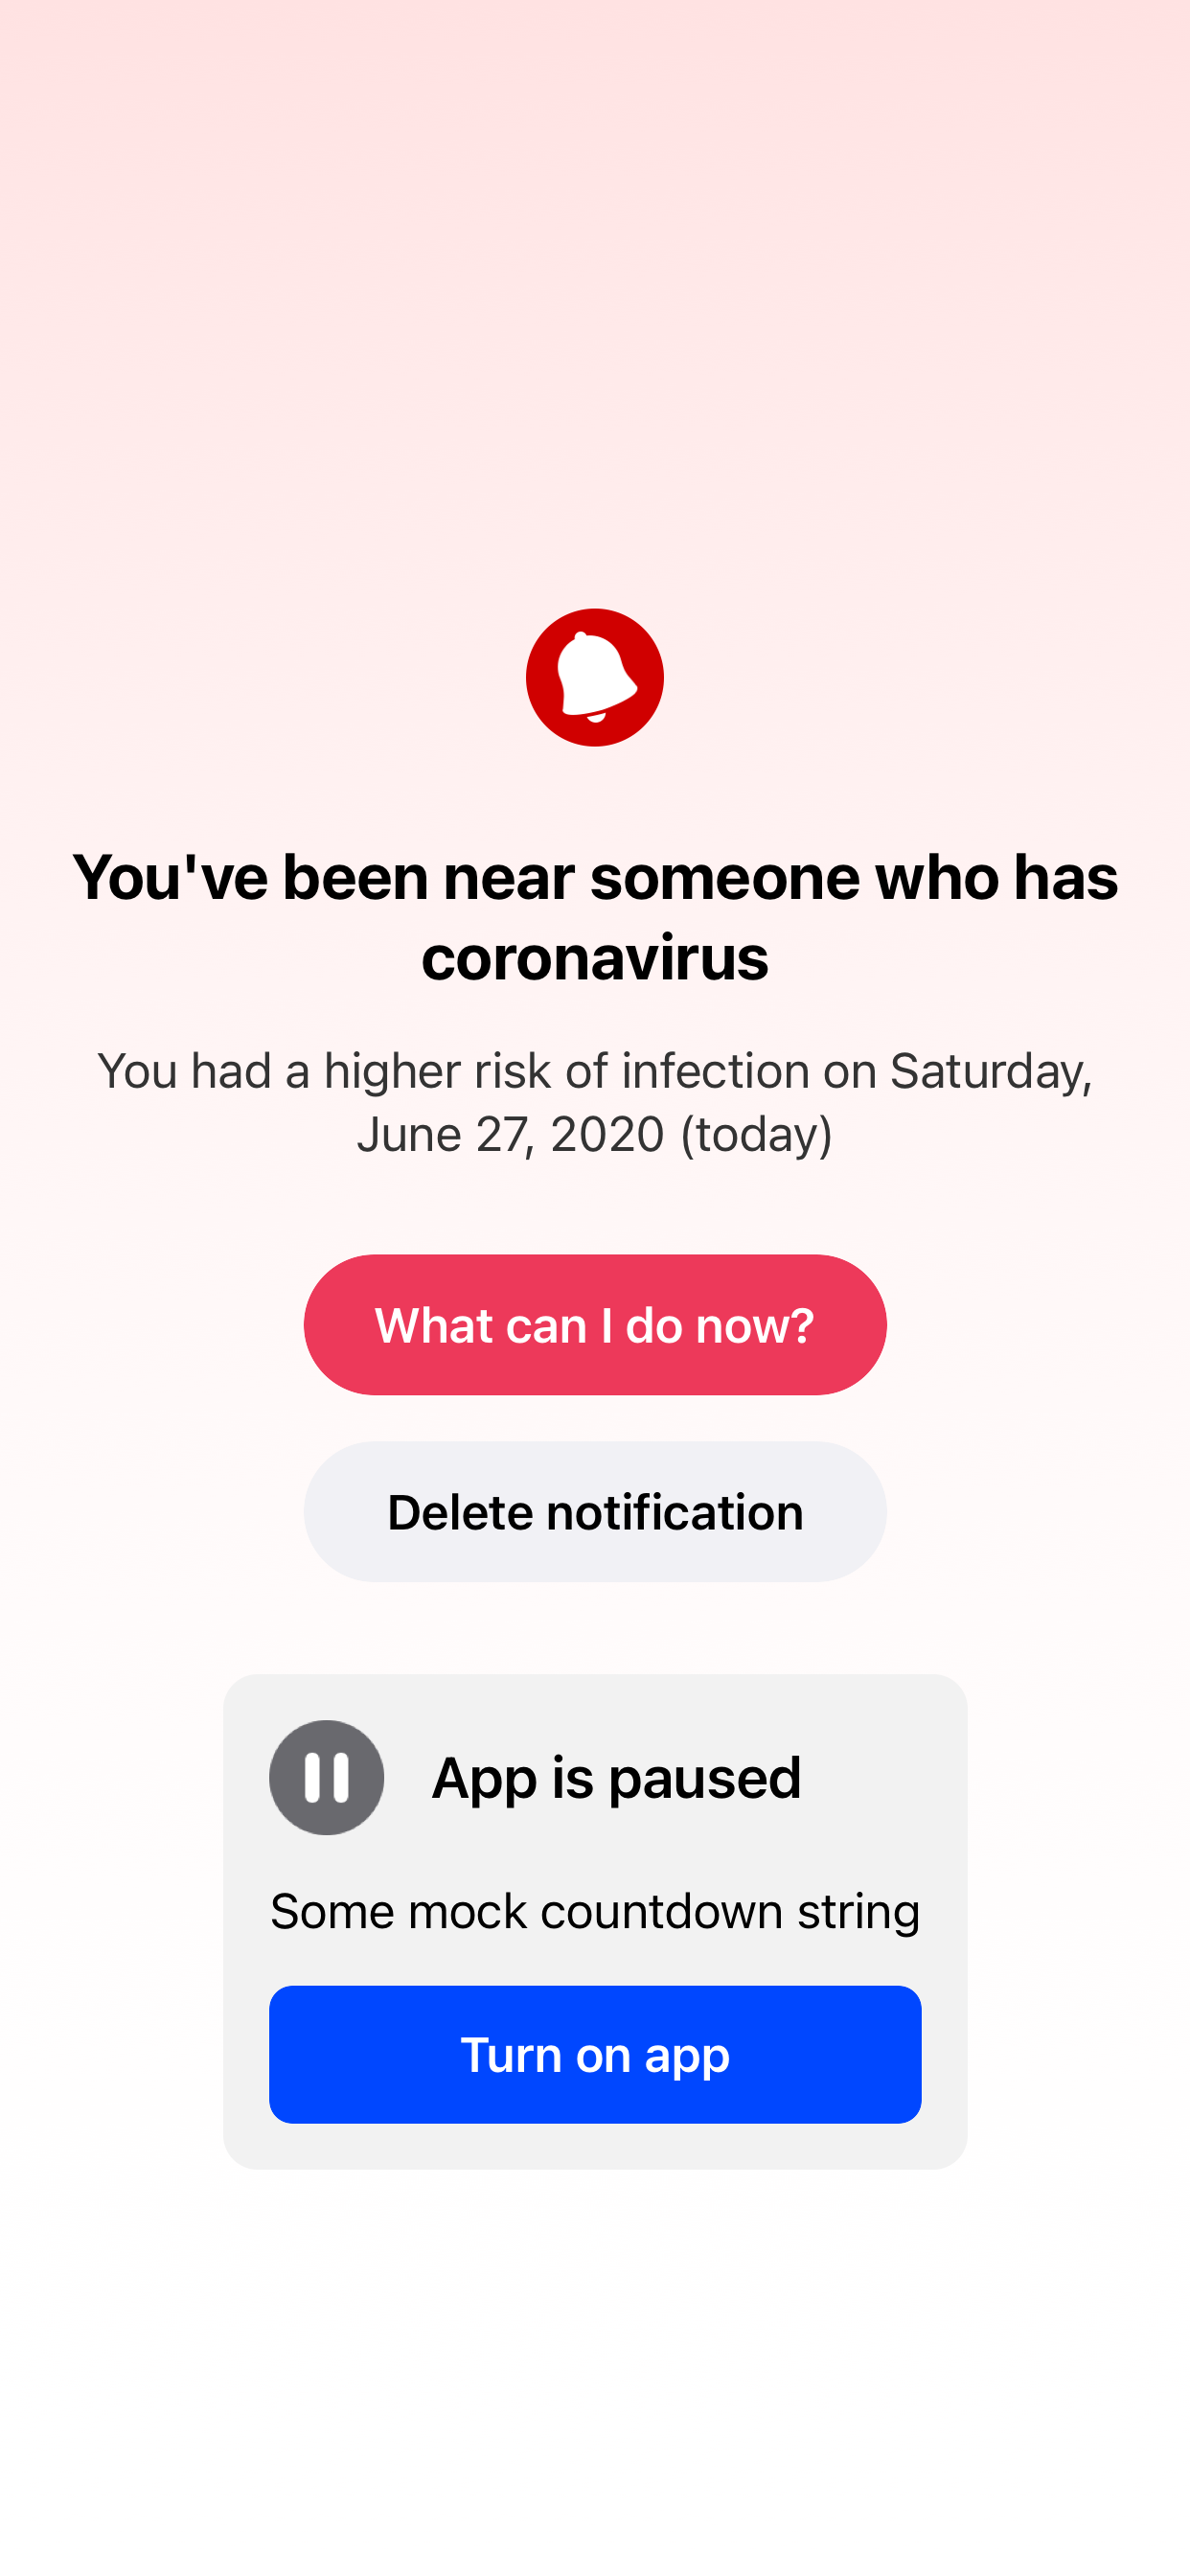 You've been near someone who has
coronavirus
You had a higher risk of infection on Saturday,
June 27, 2020 (today)
What can I do now?
Delete notification
App is paused
Some mock countdown string
Turn on app